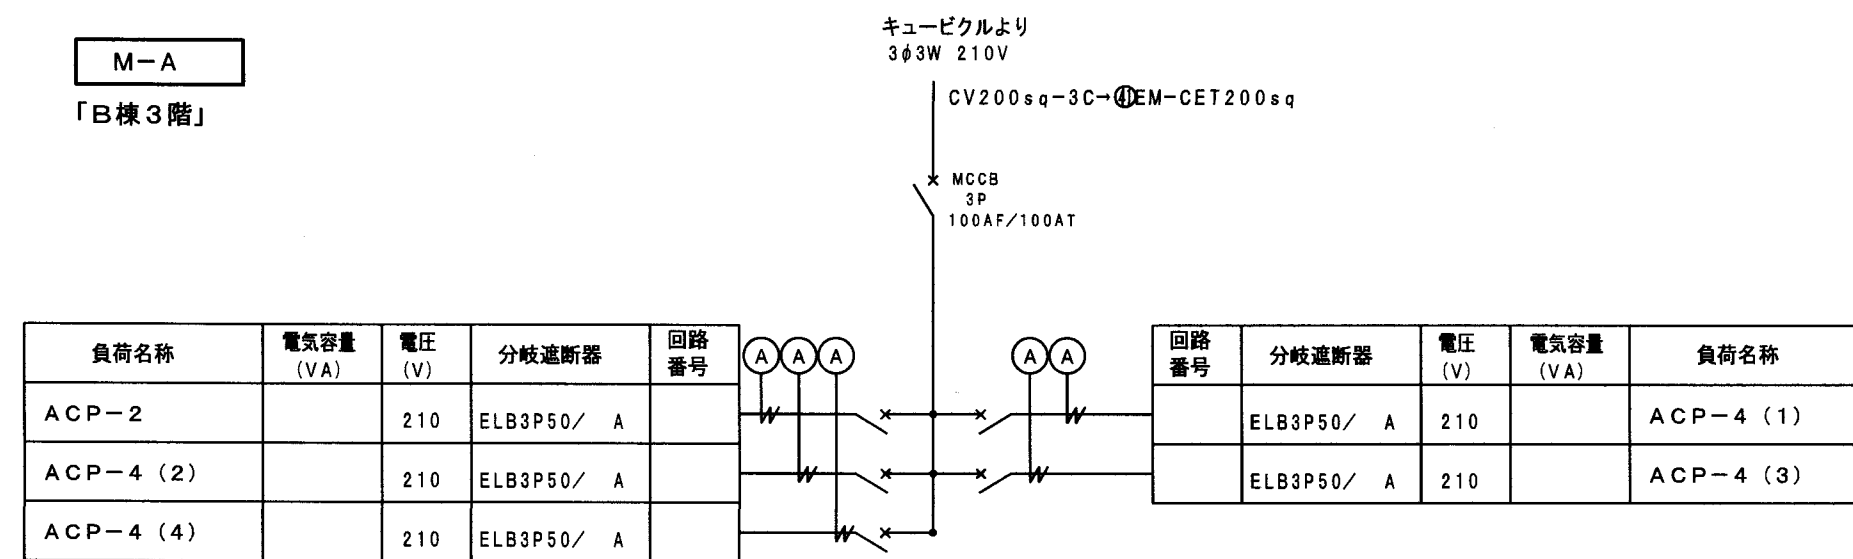 キュービクルより
3φ3W 210V
M-A
「B棟3階」
CV200sq-3C→④EM-CET200sq
MCCB
3P
100AF/100AT
負荷名称 電気容量(VA) 電圧(V) 分岐遮断器 回路番号 A A A A A 回路番号 分岐遮断器 電圧(V) 電気容量(VA) 負荷名称
ACP-2 210 ELB3P50/ A ELB3P50/ A 210 ACP-4(1)
ACP-4(2) 210 ELB3P50/ A ELB3P50/ A 210 ACP-4(3)
ACP-4(4) 210 ELB3P50/ A